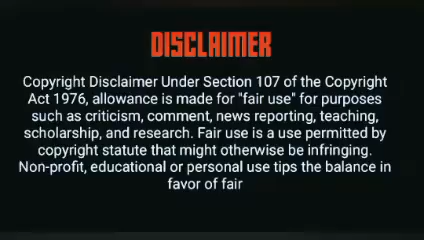 DISCLAIMER
Copyright Disclaimer Under Section 107 of the Copyright
Act 1976, allowance is made for "fair use" for purposes
such as criticism, comment, news reporting, teaching,
scholarship, and research. Fair use is a use permitted by
copyright statute that might otherwise be infringing.
Non-profit, educational or personal use tips the balance in
favor of fair